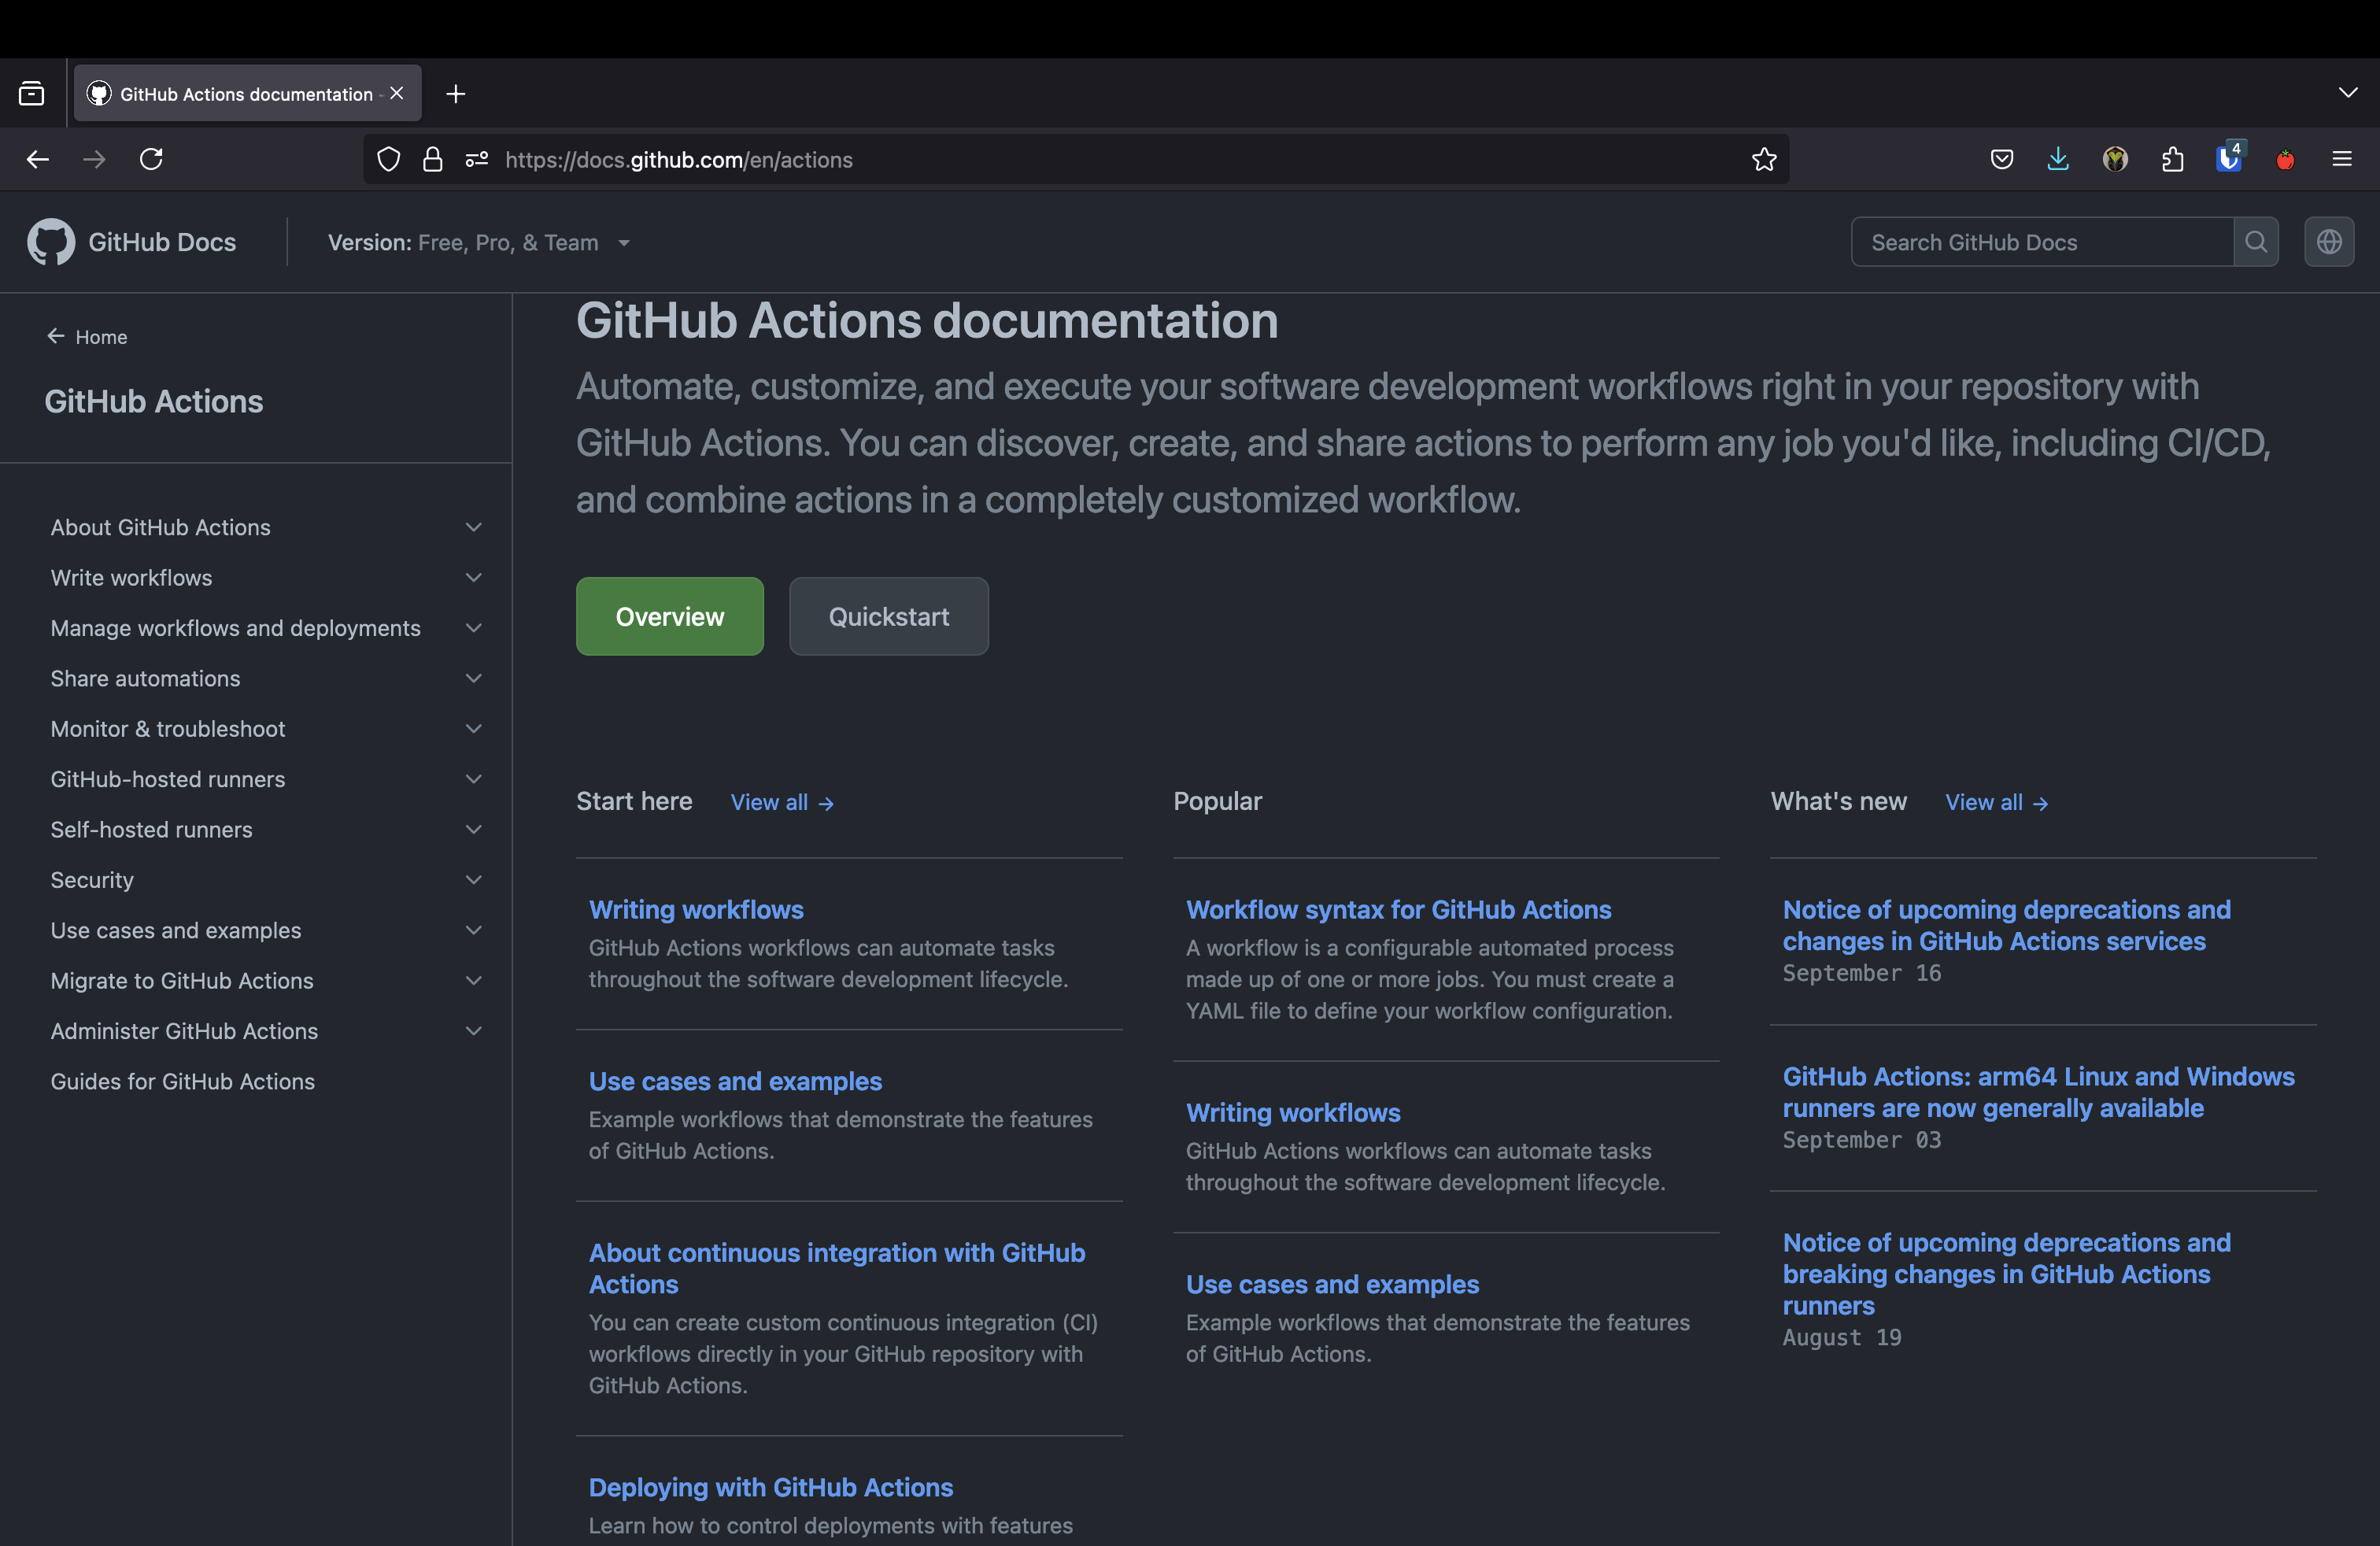 GitHub Actions documentation -
https://docs.github.com/en/actions
4
GitHub Docs
Version: Free, Pro, & Team
Search GitHub Docs
Home
GitHub Actions
About GitHub Actions
Write workflows
Manage workflows and deployments
Share automations
Monitor & troubleshoot
GitHub-hosted runners
Self-hosted runners
Security
Use cases and examples
Migrate to GitHub Actions
Administer GitHub Actions
Guides for GitHub Actions
GitHub Actions documentation
Automate, customize, and execute your software development workflows right in your repository with
GitHub Actions. You can discover, create, and share actions to perform any job you'd like, including CI/CD,
and combine actions in a completely customized workflow.
Overview
Quickstart
Start here
View all →
Writing workflows
GitHub Actions workflows can automate tasks
throughout the software development lifecycle.
Use cases and examples
Example workflows that demonstrate the features
of GitHub Actions.
About continuous integration with GitHub
Actions
You can create custom continuous integration (CI)
workflows directly in your GitHub repository with
GitHub Actions.
Deploying with GitHub Actions
Learn how to control deployments with features
Popular
Workflow syntax for GitHub Actions
A workflow is a configurable automated process
made up of one or more jobs. You must create a
YAML file to define your workflow configuration.
Writing workflows
GitHub Actions workflows can automate tasks
throughout the software development lifecycle.
Use cases and examples
Example workflows that demonstrate the features
of GitHub Actions.
What's new
View all →
Notice of upcoming deprecations and
changes in GitHub Actions services
September 16
GitHub Actions: arm64 Linux and Windows
runners are now generally available
September 03
Notice of upcoming deprecations and
breaking changes in GitHub Actions
runners
August 19